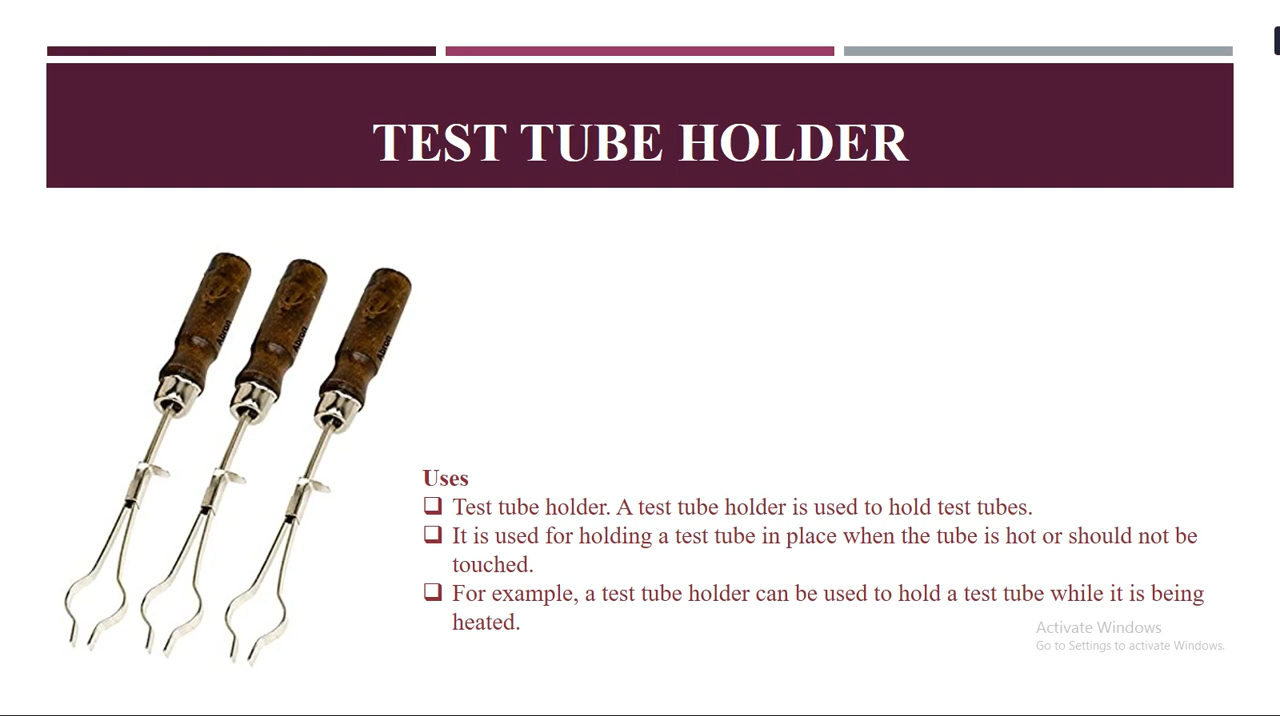 TEST TUBE HOLDER
Abron
Abron
Abron
Uses
Test tube holder. A test tube holder is used to hold test tubes.
It is used for holding a test tube in place when the tube is hot or should not be
touched.
For example, a test tube holder can be used to hold a test tube while it is being
heated.
Activate Windows
Go to Settings to activate Windows.